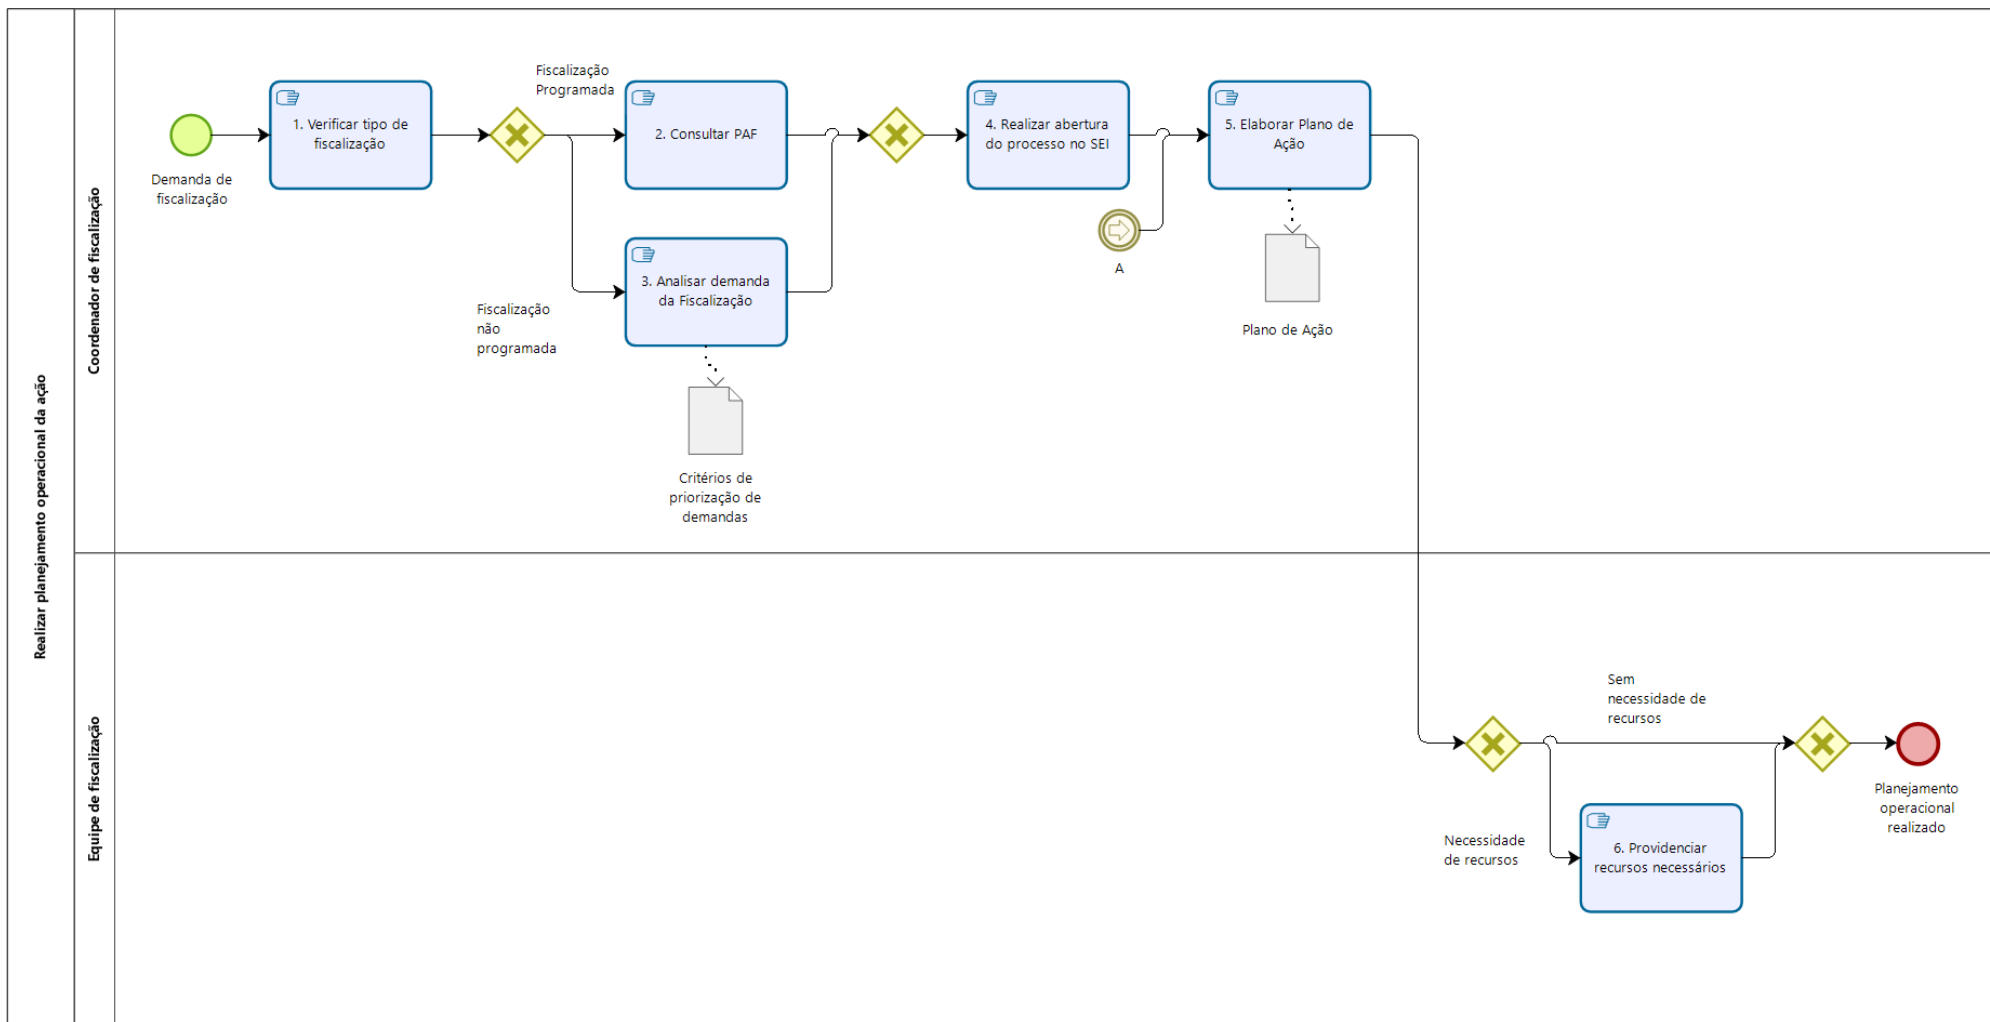 Realizar planejamento operacional da ação
Coordenador de fiscalização
Demanda de
fiscalização
1. Verificar tipo de
fiscalização
Fiscalização
Programada
2. Consultar PAF
Fiscalização
não
programada
3. Analisar demanda
da Fiscalização
Critérios de
priorização de
demandas
4. Realizar abertura
do processo no SEI
A
5. Elaborar Plano de
Ação
Plano de Ação
Equipe de fiscalização
Sem
necessidade de
recursos
Necessidade
de recursos
6. Providenciar
recursos necessários
Planejamento
operacional
realizado